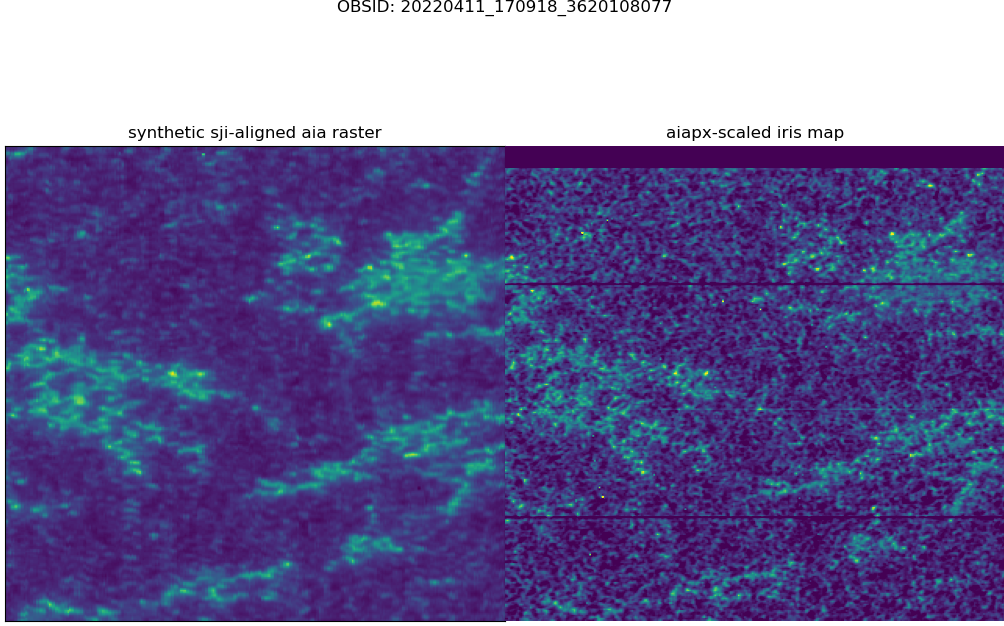 OBSID: 20220411_170918_3620108077
synthetic sji-aligned aia raster
aiapx-scaled iris map